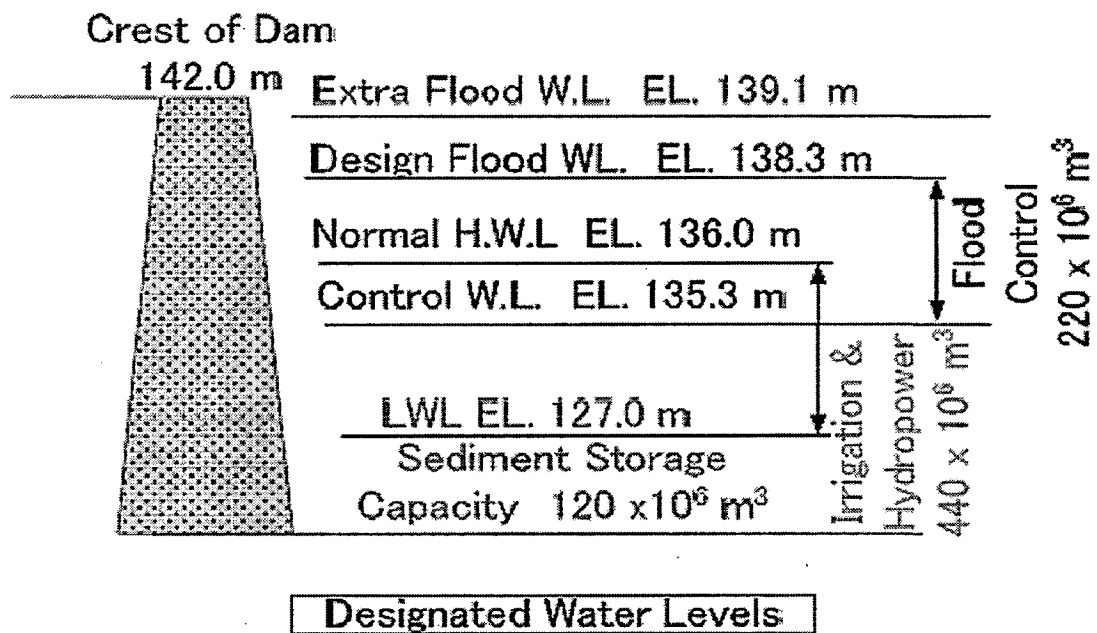 Crest of Dam
142.0 m
Extra Flood W.L. EL. 139.1 m
Design Flood WL. EL. 138.3 m
Normal H.W.L EL. 136.0 m
Control W.L. EL. 135.3 m
LWL EL. 127.0 m
Sediment Storage
Capacity 120 x10⁶ m³
Irrigation &
Hydropower
440 x 10⁶ m³
Flood
Control
220 x 10⁶ m³
Designated Water Levels